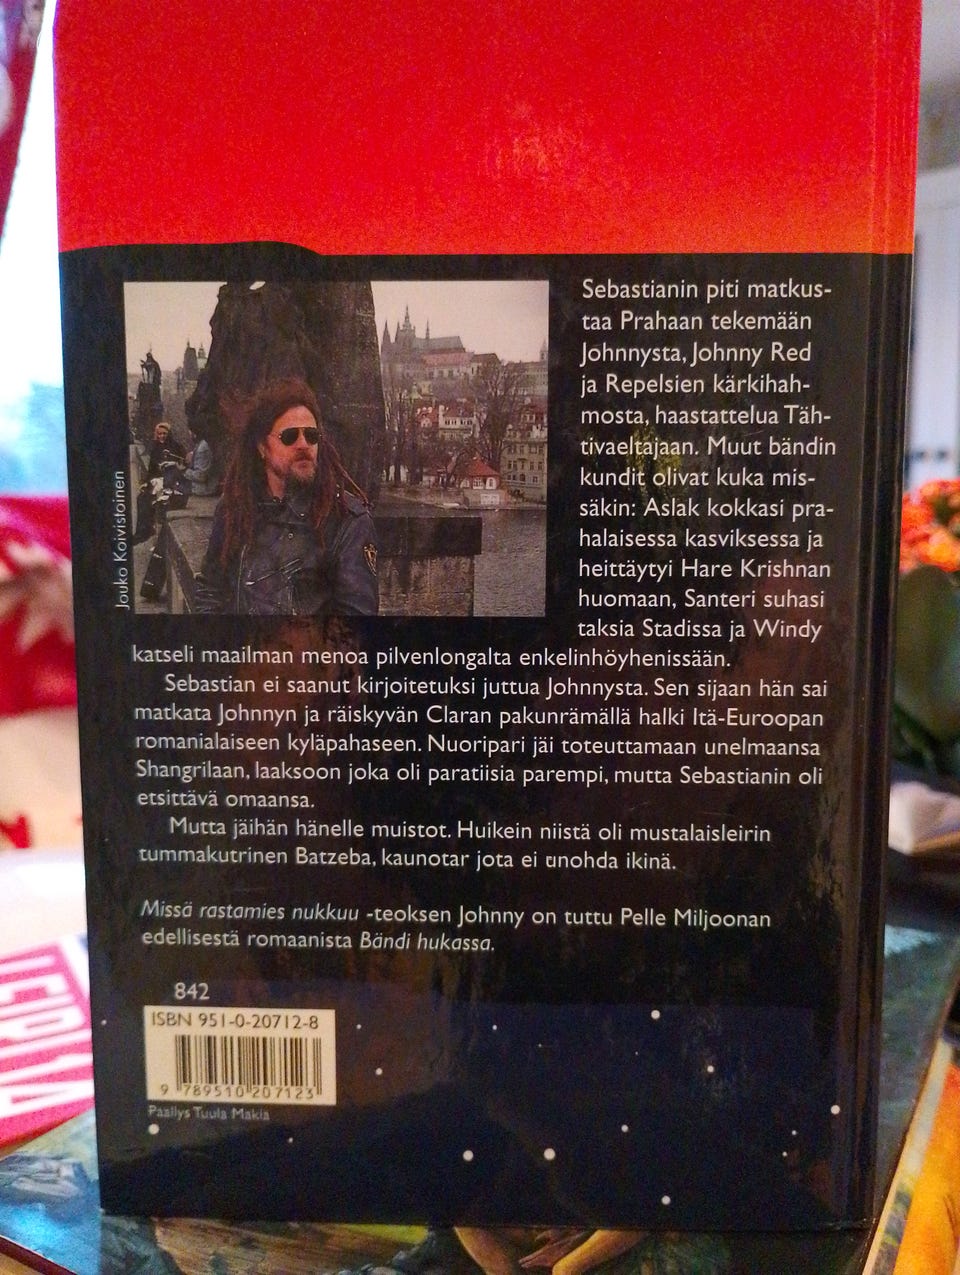 Sebastianin piti matkus-
taa Prahaan tekemään
Johnnysta, Johnny Red
ja Repelsien kärkihah-
mosta, haastattelua Täh-
tivaeltajaan. Muut bändin
kundit olivat kuka mis-
säkin: Aslak kokkasi pra-
halaisessa kasviksessa ja
heittäytyi Hare Krishnan
huomaan, Santeri suhasi
taksia Stadissa ja Windy
katseli maailman menoa pilvenlongalta enkelinhöyhenissään.
Sebastian ei saanut kirjoitetuksi juttua Johnnysta. Sen sijaan hän sai
matkata Johnnyn ja räiskyvän Claran pakunrämällä halki Itä-Euroopan
romanialaiseen kyläpahaseen. Nuoripari jäi toteuttamaan unelmaansa
Shangrilaan, laaksoon joka oli paratiisia parempi, mutta Sebastianin oli
etsittävä omaansa.
Mutta jäihän hänelle muistot. Huikein niistä oli mustalaisleirin
tummakutrinen Batzeba, kaunotar jota ei unohda ikinä.
Missä rastamies nukkuu -teoksen Johnny on tuttu Pelle Miljoonan
edellisestä romaanista Bändi hukassa.
Jouko Koivistoinen
842
ISBN 951-0-20712-8
9 789510 207123
Päällys Tuula Mäkiä